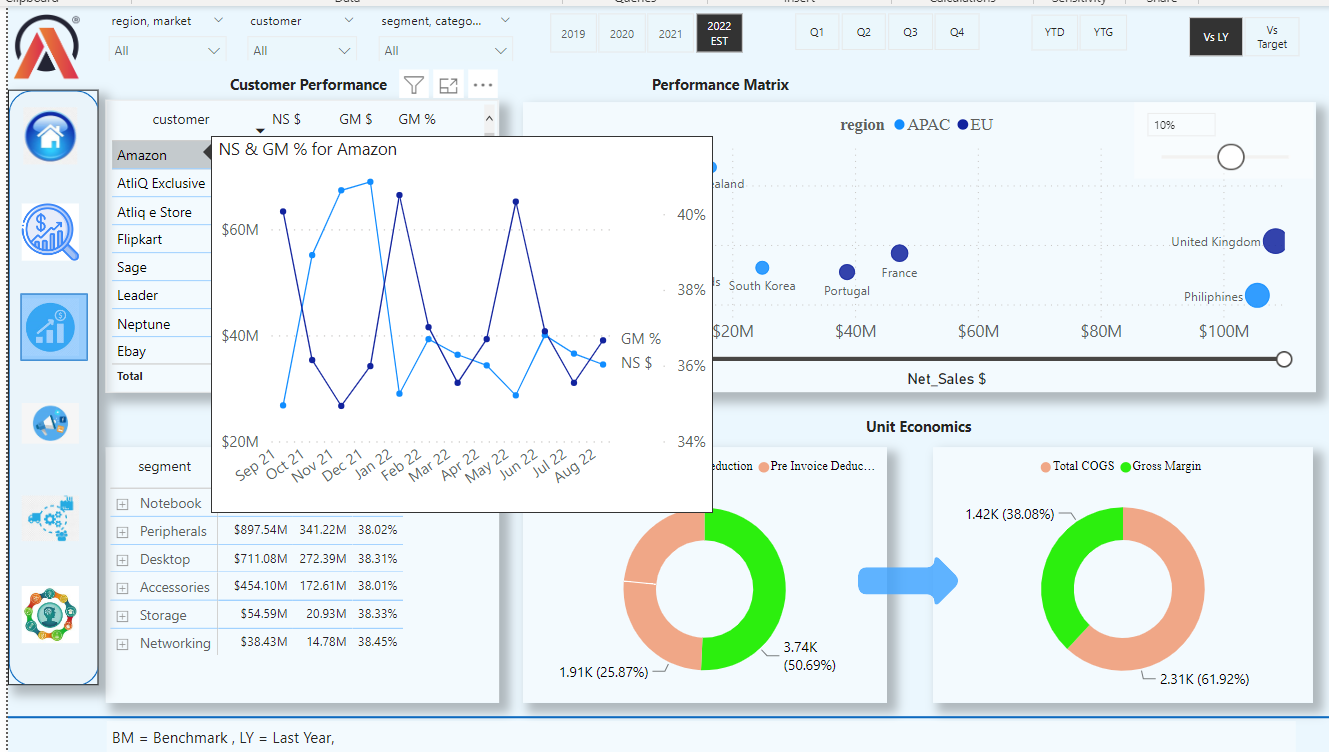 Clipboard
Data
Queries
Insert
Calculations
Sensitivity
Share
region, market
customer
segment, catego...
All
All
All
2019
2020
2021
2022
EST
Q1
Q2
Q3
Q4
YTD
YTG
Vs LY
Vs
Target
®
Customer Performance
customer
NS $
GM $
GM %
Amazon
AtliQ Exclusive
Atliq e Store
Flipkart
Sage
Leader
Neptune
Ebay
Total
NS & GM % for Amazon
$60M
$40M
$20M
40%
38%
36%
34%
GM %
NS $
Sep 21
Oct 21
Nov 21
Dec 21
Jan 22
Feb 22
Mar 22
Apr 22
May 22
Jun 22
Jul 22
Aug 22
Performance Matrix
region
APAC
EU
10%
ealand
United Kingdom
France
ls
South Korea
Portugal
Philiphines
$20M
$40M
$60M
$80M
$100M
Net_Sales $
segment
Notebook
Peripherals $897.54M 341.22M 38.02%
Desktop $711.08M 272.39M 38.31%
Accessories $454.10M 172.61M 38.01%
Storage $54.59M 20.93M 38.33%
Networking $38.43M 14.78M 38.45%
Unit Economics
eduction
Pre Invoice Deduc...
3.74K
(50.69%)
1.91K (25.87%)
Total COGS
Gross Margin
1.42K (38.08%)
2.31K (61.92%)
BM = Benchmark , LY = Last Year,